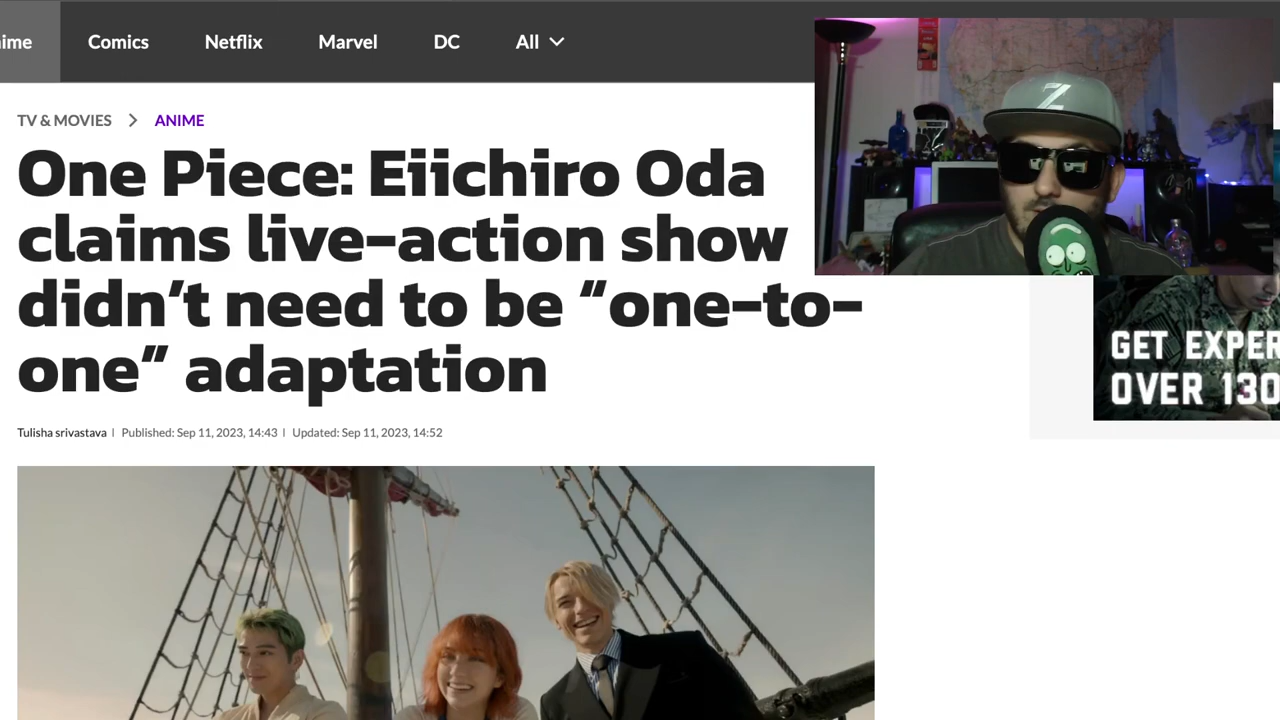 Comics Netflix Marvel DC All
TV & MOVIES > ANIME
One Piece: Eiichiro Oda
claims live-action show
didn’t need to be “one-to-
one” adaptation
Tulisha srivastava | Published: Sep 11, 2023, 14:43 | Updated: Sep 11, 2023, 14:52
Z
GET EXPER
OVER 130